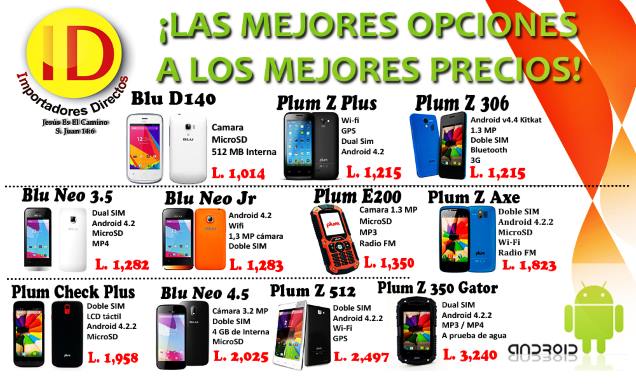 ¡LAS MEJORES OPCIONES
A LOS MEJORES PRECIOS!
ID
Importadores Directos
Jesús Es El Camino
S. Juan 14:6
Blu D140
Camara
MicroSD
512 MB Interna
L. 1,014
Plum Z Plus
Wi-fi
GPS
Dual Sim
Android 4.2
L. 1,215
Plum Z 306
Android v4.4 Kitkat
1.3 MP
Doble SIM
Bluetooth
3G
L. 1,215
Blu Neo 3.5
Dual SIM
Android 4.2
MicroSD
MP4
L. 1,282
Blu Neo Jr
Android 4.2
Wifi
1,3 MP cámara
Doble SIM
L. 1,283
Plum E200
Camara 1.3 MP
MicroSD
MP3
Radio FM
L. 1,350
Plum Z Axe
Doble SIM
Android 4.2.2
MicroSD
Wi-Fi
Radio FM
L. 1,823
Plum Check Plus
Doble SIM
LCD táctil
Android 4.2.2
MicroSD
L. 1,958
Blu Neo 4.5
Cámara 3.2 MP
Doble SIM
4 GB de Interna
MicroSD
L. 2,025
Plum Z 512
Doble SIM
Android 4.2.2
Wi-Fi
GPS
L. 2,497
Plum Z 350 Gator
Dual SIM
Android 4.2.2
MP3 / MP4
A prueba de agua
L. 3,240
ANDROID